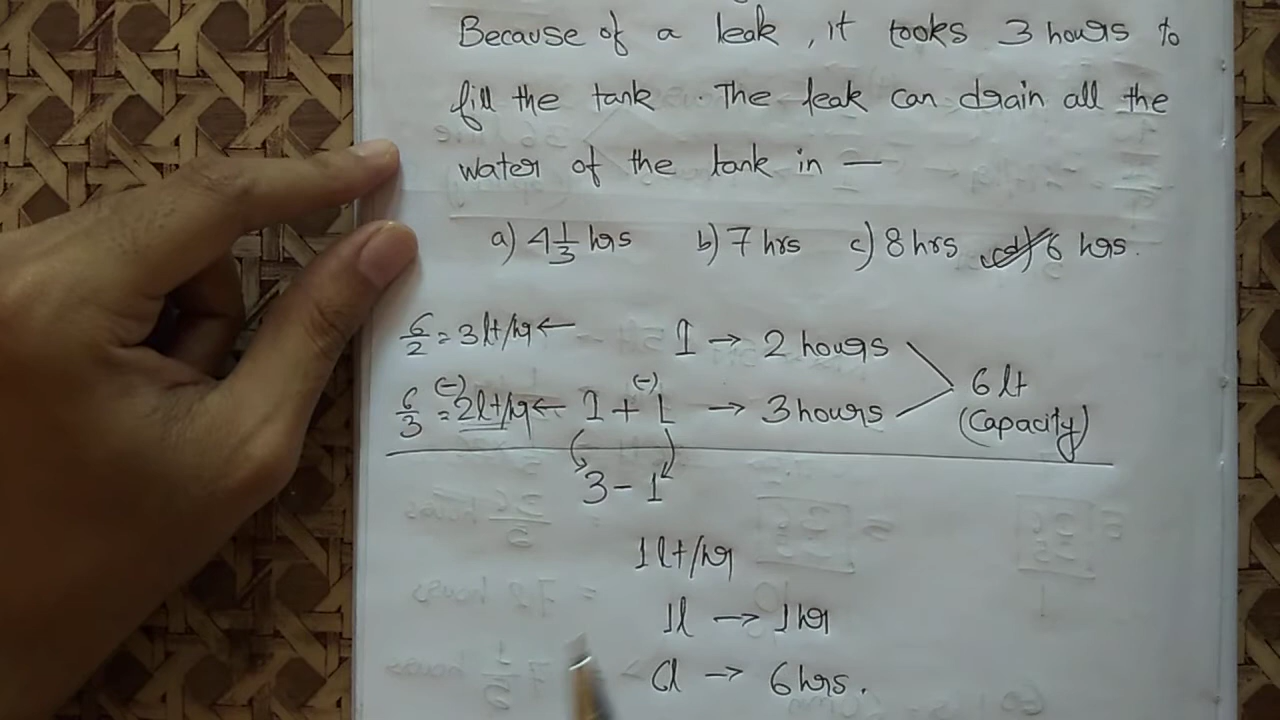 Because of a leak, it tooks 3 hours to
fill the tank. The leak can drain all the
water of the tank in —
a) 4 1/3 hrs b) 7 hrs c) 8 hrs d) 6 hrs.
6/2 = 3 lt/hr ← I → 2 hours
6 lt
(Capacity)
(-) (-)
6/3 = 2lt/hr ← I + L → 3 hours
3 - 1
1 lt/hr
1l → 1 hr
6l → 6 hrs.